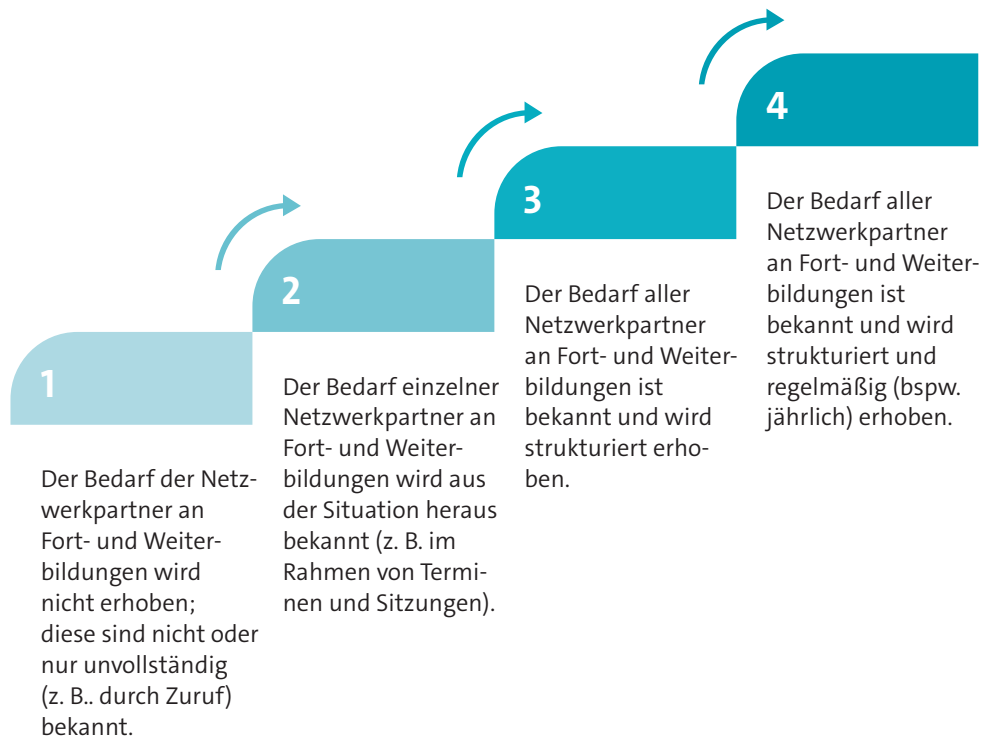 1
Der Bedarf der Netz-
werkpartner an
Fort- und Weiter-
bildungen wird
nicht erhoben;
diese sind nicht oder
nur unvollständig
(z. B.. durch Zuruf)
bekannt.
2
Der Bedarf einzelner
Netzwerkpartner an
Fort- und Weiter-
bildungen wird aus
der Situation heraus
bekannt (z. B. im
Rahmen von Termi-
nen und Sitzungen).
3
Der Bedarf aller
Netzwerkpartner
an Fort- und Weiter-
bildungen ist
bekannt und wird
strukturiert erho-
ben.
4
Der Bedarf aller
Netzwerkpartner
an Fort- und Weiter-
bildungen ist
bekannt und wird
strukturiert und
regelmäßig (bspw.
jährlich) erhoben.